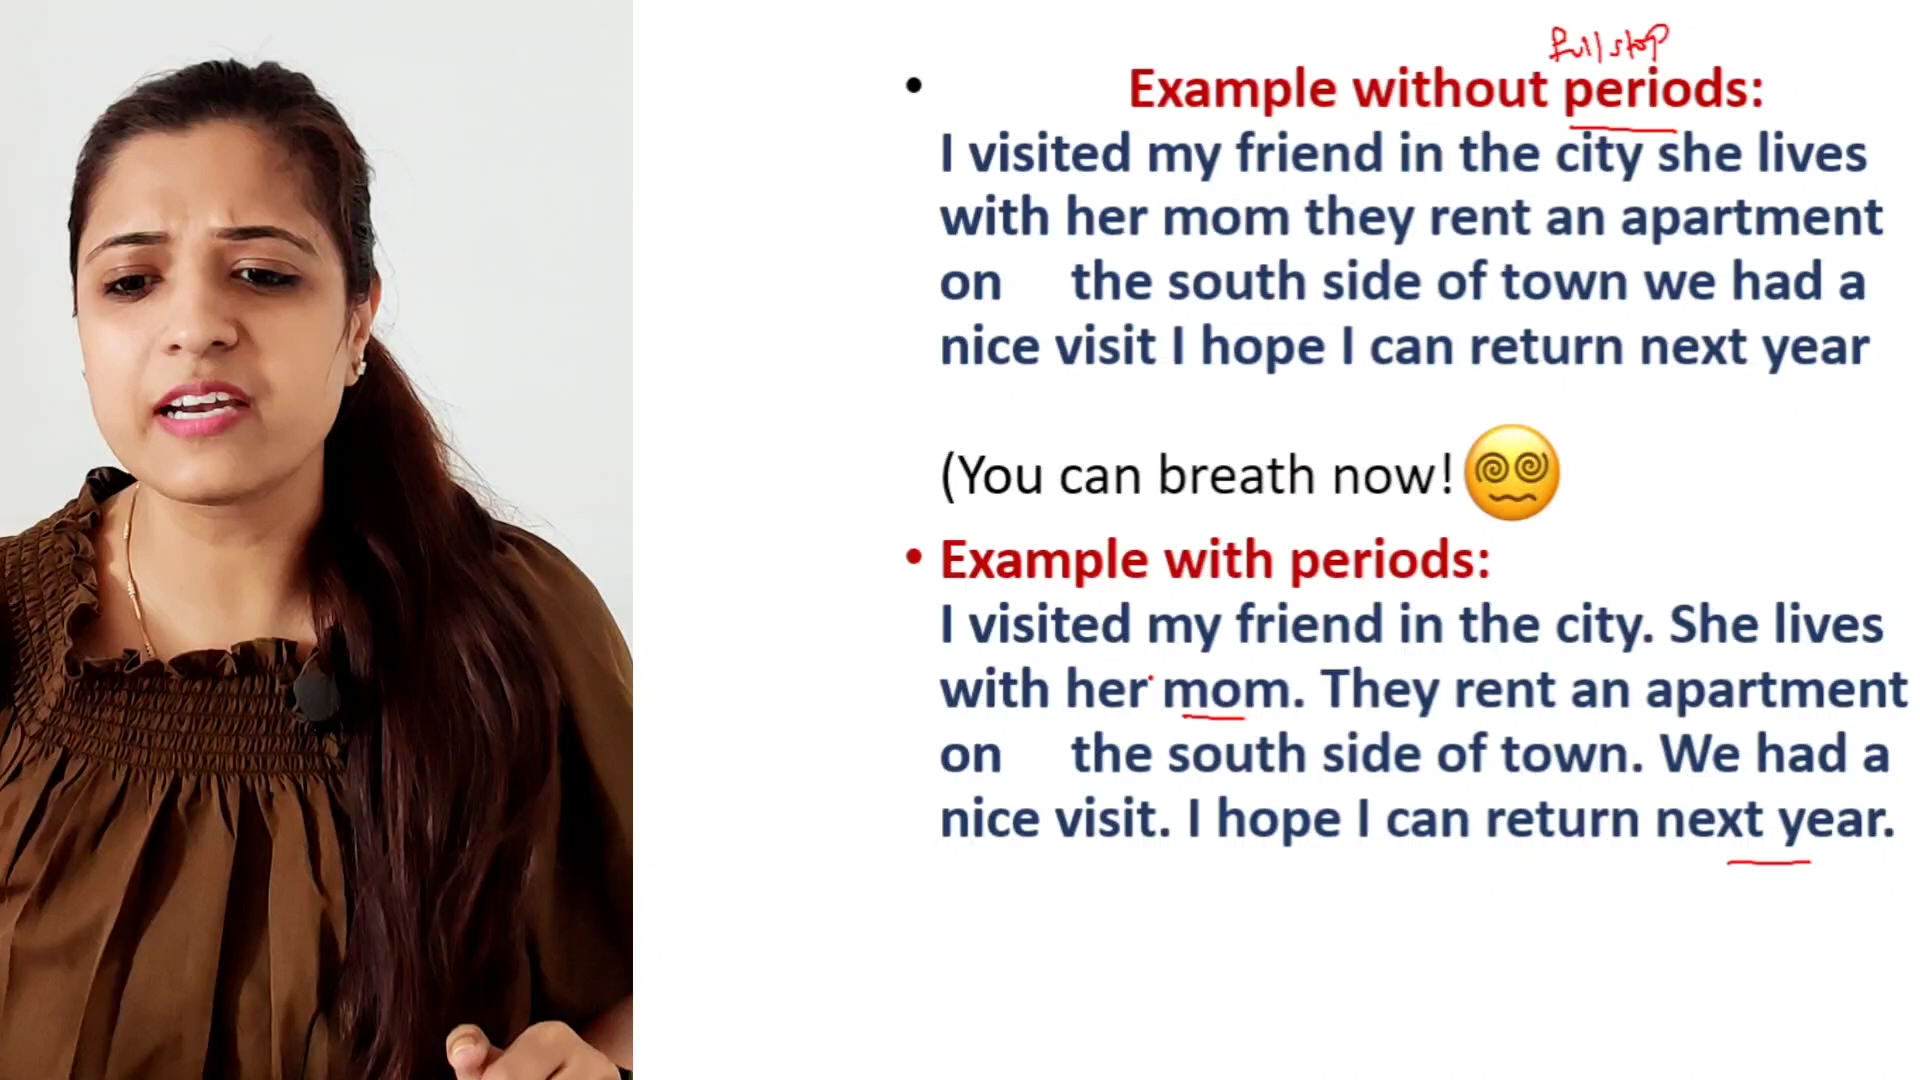 full stop
• Example without periods:
I visited my friend in the city she lives
with her mom they rent an apartment
on the south side of town we had a
nice visit I hope I can return next year
(You can breath now! 😵‍💫
• Example with periods:
I visited my friend in the city. She lives
with her mom. They rent an apartment
on the south side of town. We had a
nice visit. I hope I can return next year.